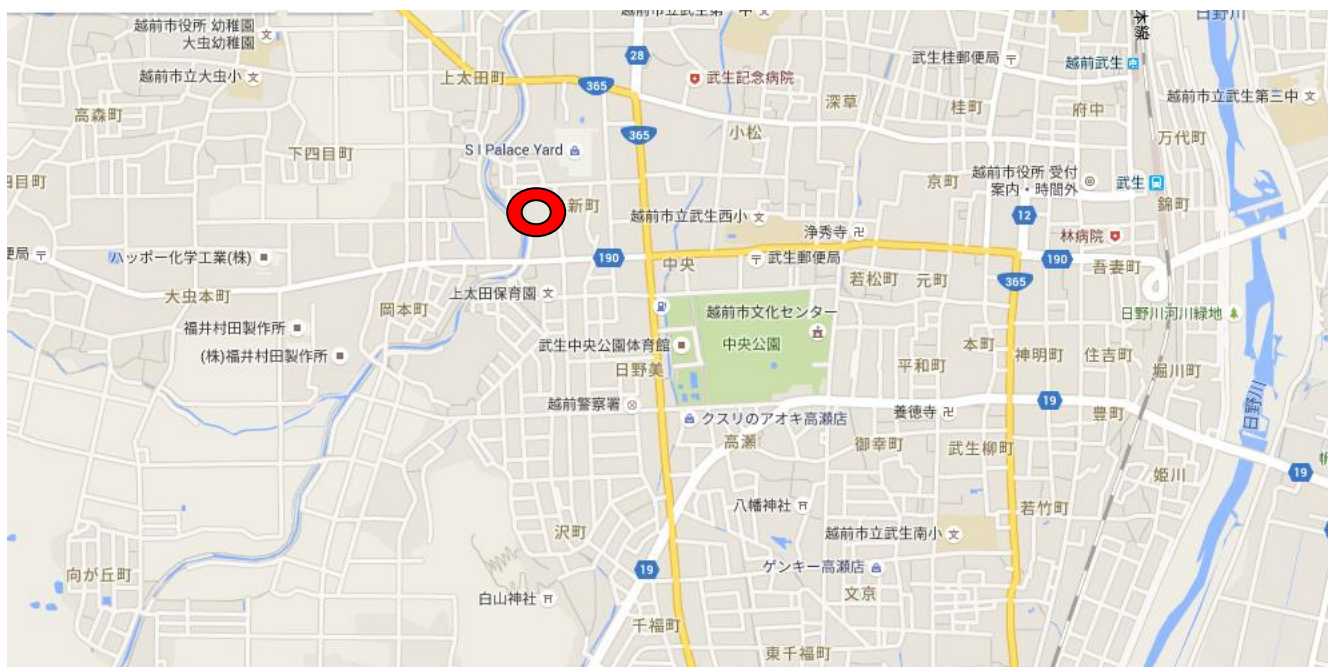 越前市役所 幼稚園
大虫幼稚園
越前市立大虫小
高森町
上太田町
28
365
武生記念病院
武生桂郵便局
越前武生
日野川
本線
越前市立武生第三中
深草
桂町
府中
小松
365
万代町
下四目町
S I Palace Yard
四目町
新町
越前市立武生西小
浄秀寺
京町
越前市役所 受付
案内・時間外
武生
錦町
12
林病院
便局
ハッポー化学工業(株)
190
中央
武生郵便局
若松町
元町
365
190
吾妻町
大虫本町
岡本町
上太田保育園
越前市文化センター
日野川河川緑地
福井村田製作所
(株)福井村田製作所
武生中央公園体育館
中央公園
日野美
平和町
本町
神明町
住吉町
堀川町
越前警察署
クスリのアオキ高瀬店
養徳寺
19
豊町
日野川
高瀬
御幸町
武生柳町
姫川
19
八幡神社
若竹町
沢町
越前市立武生南小
向が丘町
19
ゲンキー高瀬店
白山神社
文京
千福町
東千福町